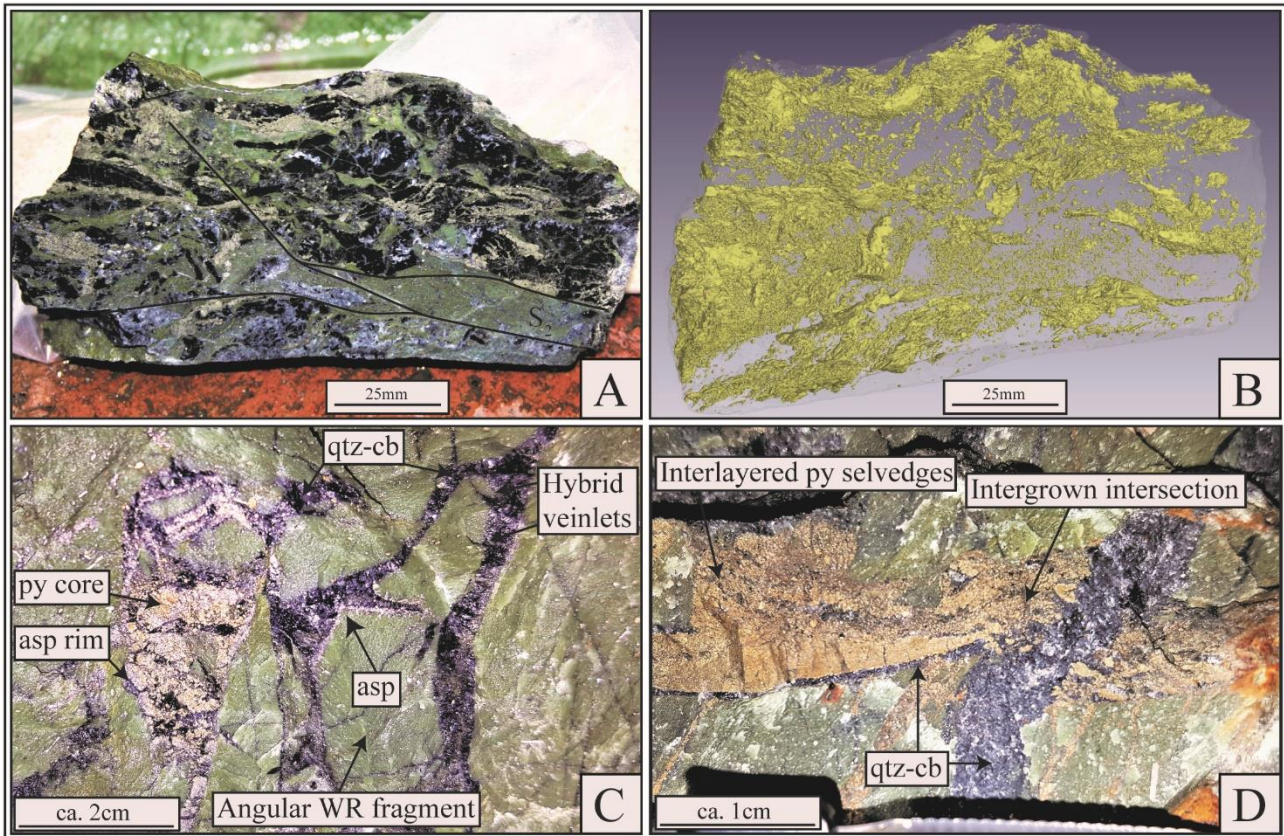 S₂
25mm
A
25mm
B
qtz-cb
Hybrid
veinlets
py core
asp rim
asp
Angular WR fragment
ca. 2cm
C
Interlayered py selvedges
Intergrown intersection
qtz-cb
ca. 1cm
D